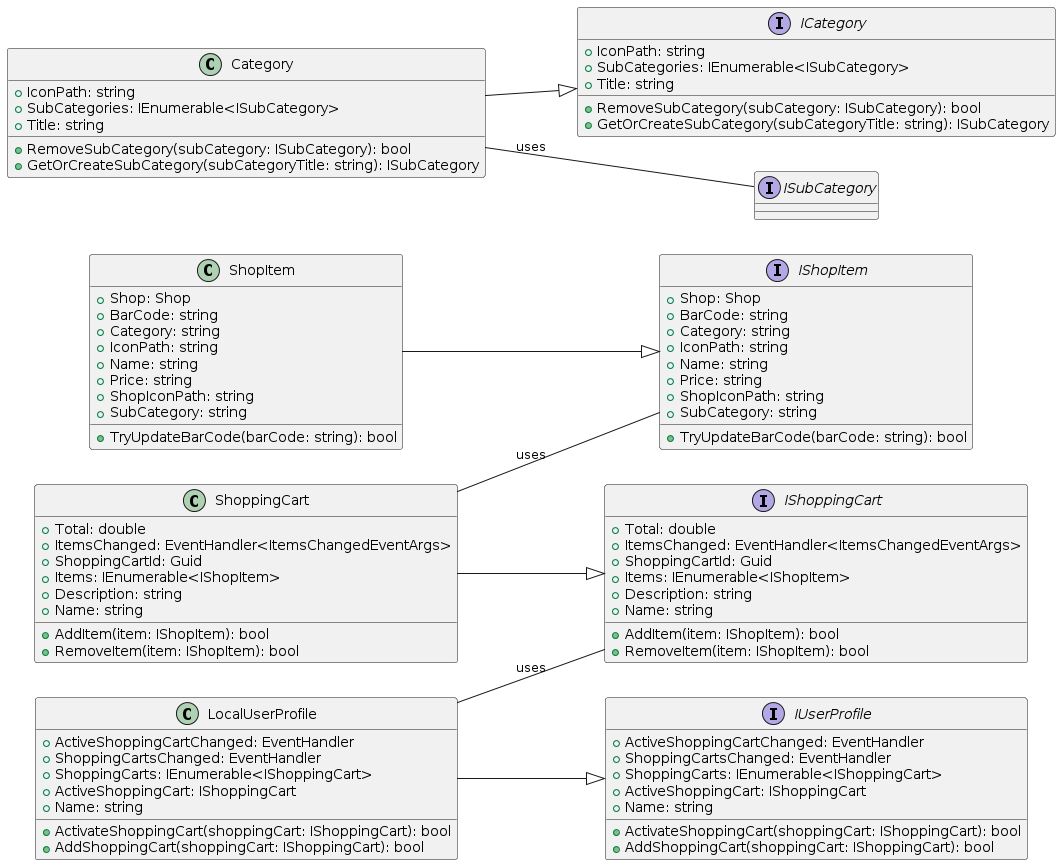 C Category
IconPath: string
SubCategories: IEnumerable<ISubCategory>
Title: string
RemoveSubCategory(subCategory: ISubCategory): bool
GetOrCreateSubCategory(subCategoryTitle: string): ISubCategory
I ICategory
IconPath: string
SubCategories: IEnumerable<ISubCategory>
Title: string
RemoveSubCategory(subCategory: ISubCategory): bool
GetOrCreateSubCategory(subCategoryTitle: string): ISubCategory
uses
I ISubCategory
C ShopItem
Shop: Shop
BarCode: string
Category: string
IconPath: string
Name: string
Price: string
ShopIconPath: string
SubCategory: string
TryUpdateBarCode(barCode: string): bool
I IShopItem
Shop: Shop
BarCode: string
Category: string
IconPath: string
Name: string
Price: string
ShopIconPath: string
SubCategory: string
TryUpdateBarCode(barCode: string): bool
uses
C ShoppingCart
Total: double
ItemsChanged: EventHandler<ItemsChangedEventArgs>
ShoppingCartId: Guid
Items: IEnumerable<IShopItem>
Description: string
Name: string
AddItem(item: IShopItem): bool
RemoveItem(item: IShopItem): bool
I IShoppingCart
Total: double
ItemsChanged: EventHandler<ItemsChangedEventArgs>
ShoppingCartId: Guid
Items: IEnumerable<IShopItem>
Description: string
Name: string
AddItem(item: IShopItem): bool
RemoveItem(item: IShopItem): bool
uses
C LocalUserProfile
ActiveShoppingCartChanged: EventHandler
ShoppingCartsChanged: EventHandler
ShoppingCarts: IEnumerable<IShoppingCart>
ActiveShoppingCart: IShoppingCart
Name: string
ActivateShoppingCart(shoppingCart: IShoppingCart): bool
AddShoppingCart(shoppingCart: IShoppingCart): bool
I IUserProfile
ActiveShoppingCartChanged: EventHandler
ShoppingCartsChanged: EventHandler
ShoppingCarts: IEnumerable<IShoppingCart>
ActiveShoppingCart: IShoppingCart
Name: string
ActivateShoppingCart(shoppingCart: IShoppingCart): bool
AddShoppingCart(shoppingCart: IShoppingCart): bool